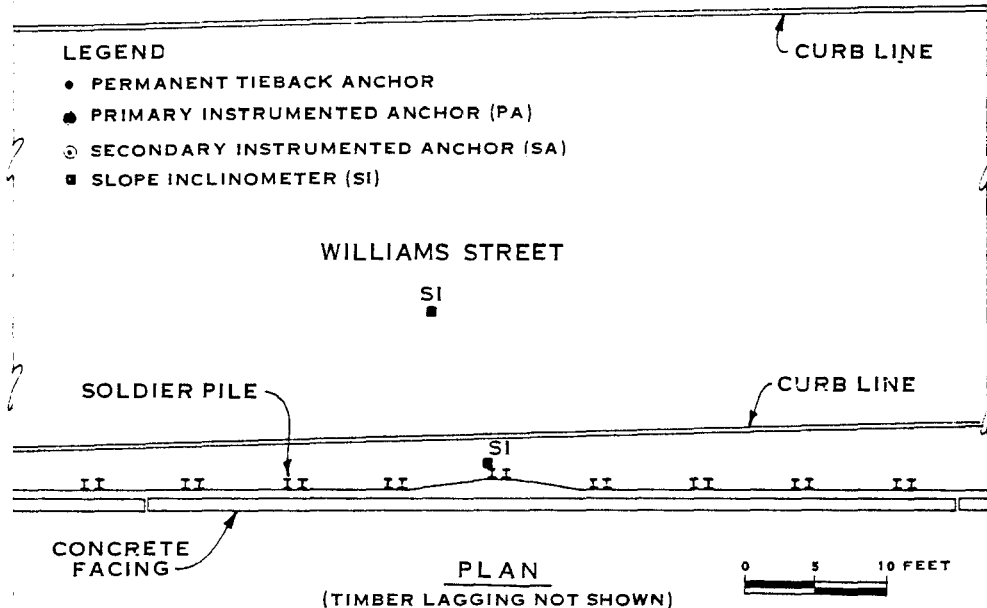 LEGEND
PERMANENT TIEBACK ANCHOR
PRIMARY INSTRUMENTED ANCHOR (PA)
SECONDARY INSTRUMENTED ANCHOR (SA)
SLOPE INCLINOMETER (SI)
CURB LINE
WILLIAMS STREET
SI
SOLDIER PILE
CURB LINE
SI
CONCRETE
FACING
PLAN
(TIMBER LAGGING NOT SHOWN)
0 5 10 FEET